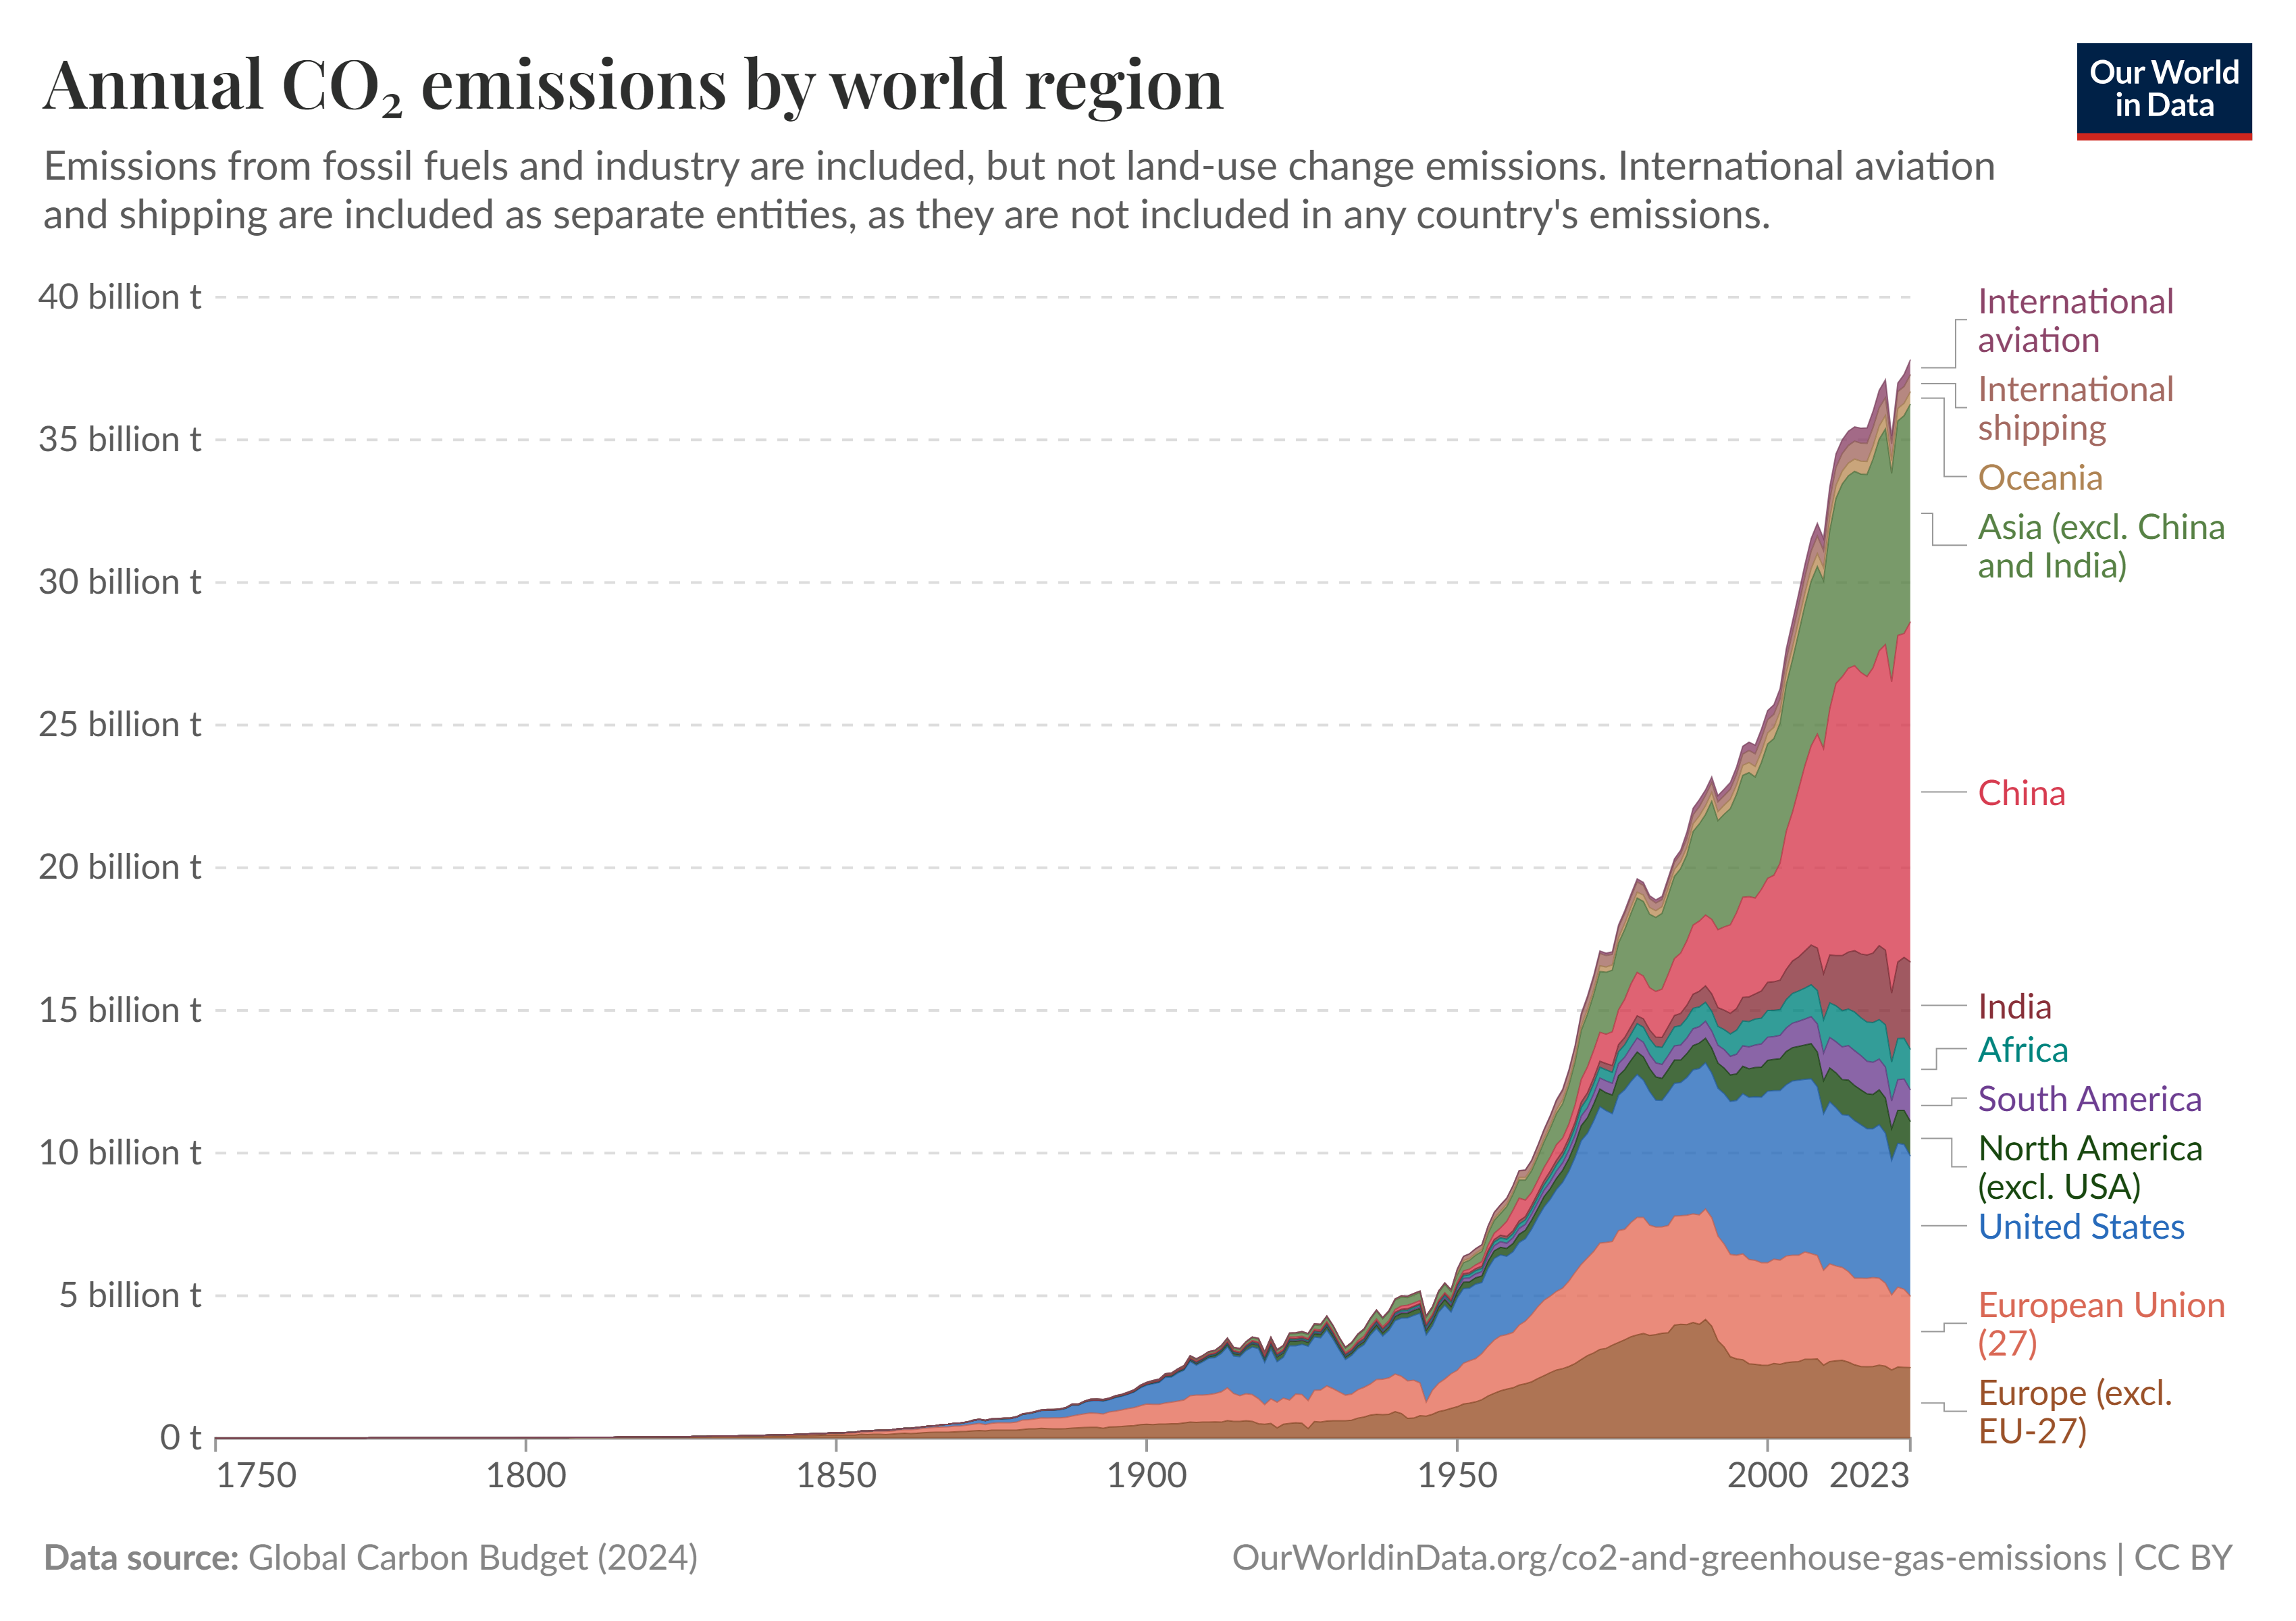 Annual CO₂ emissions by world region
Our World
in Data
Emissions from fossil fuels and industry are included, but not land-use change emissions. International aviation
and shipping are included as separate entities, as they are not included in any country's emissions.
40 billion t
35 billion t
30 billion t
25 billion t
20 billion t
15 billion t
10 billion t
5 billion t
0 t
International
aviation
International
shipping
Oceania
Asia (excl. China
and India)
China
India
Africa
South America
North America
(excl. USA)
United States
European Union
(27)
Europe (excl.
EU-27)
1750
1800
1850
1900
1950
2000
2023
Data source: Global Carbon Budget (2024)
OurWorldinData.org/co2-and-greenhouse-gas-emissions | CC BY